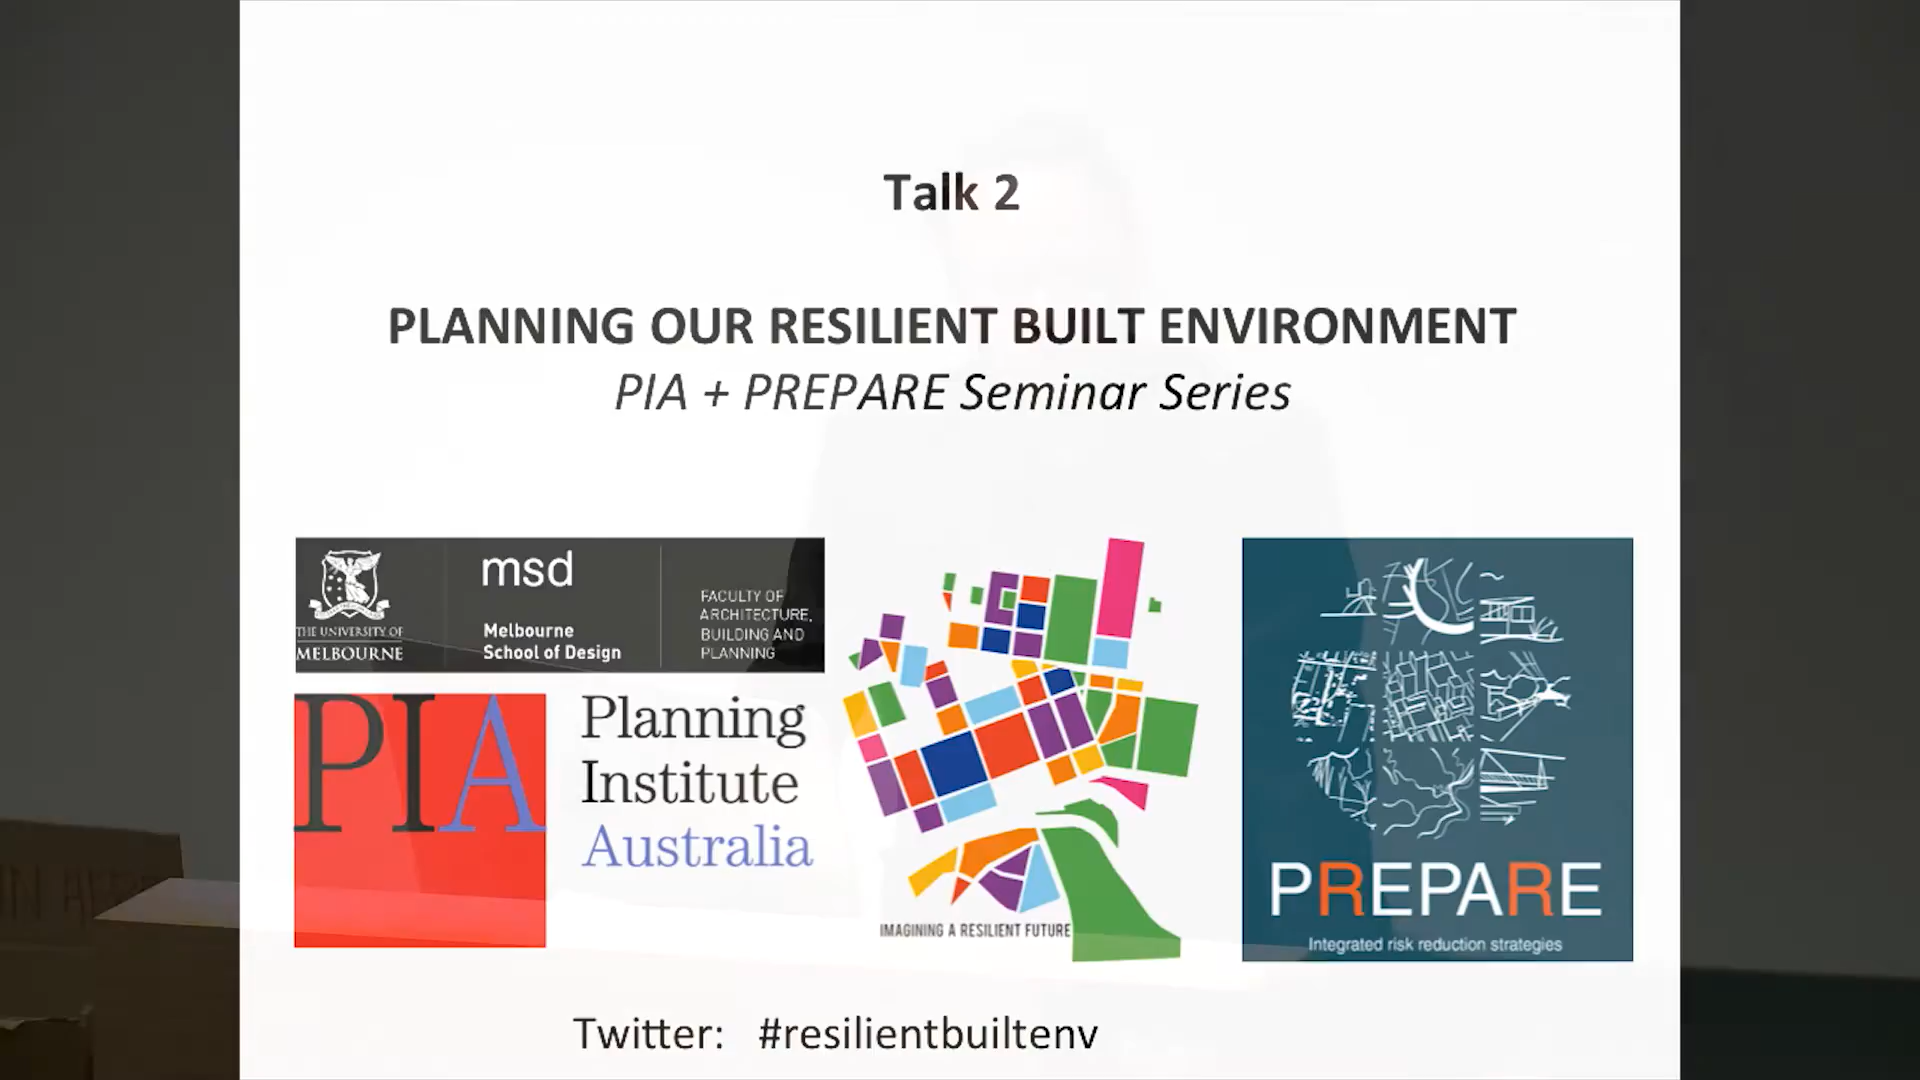 Talk 2
PLANNING OUR RESILIENT BUILT ENVIRONMENT
PIA + PREPARE Seminar Series
THE UNIVERSITY OF
MELBOURNE
msd
Melbourne
School of Design
FACULTY OF
ARCHITECTURE,
BUILDING AND
PLANNING
PIA
Planning
Institute
Australia
IMAGINING A RESILIENT FUTURE
PREPARE
Integrated risk reduction strategies
Twitter: #resilientbuiltenv